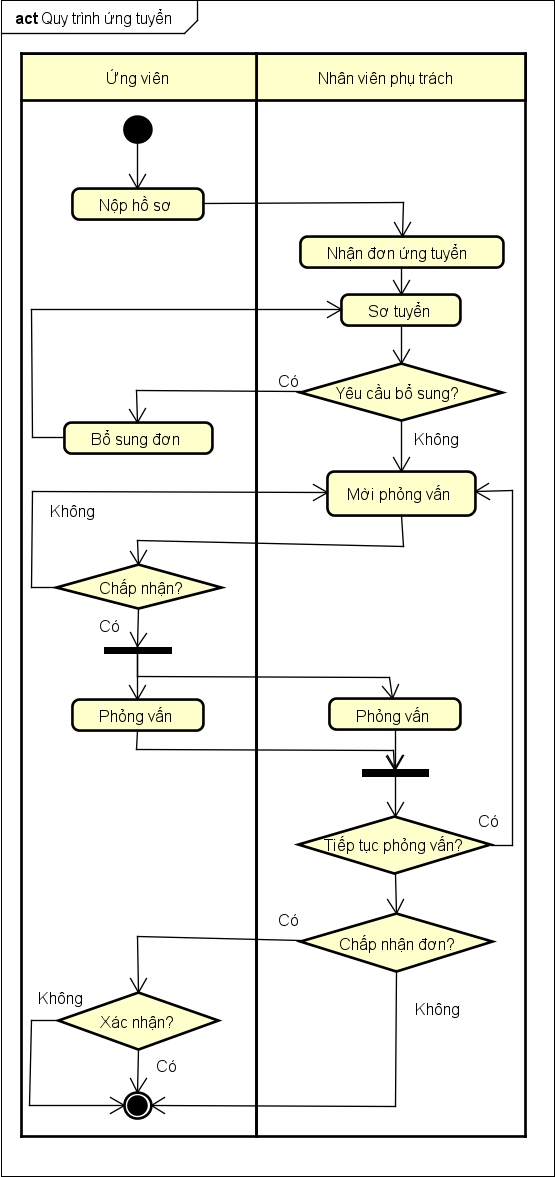 act Quy trình ứng tuyển
Ứng viên
Nhân viên phụ trách
Nộp hồ sơ
Nhận đơn ứng tuyển
Sơ tuyển
Có
Yêu cầu bổ sung?
Bổ sung đơn
Không
Mời phỏng vấn
Không
Chấp nhận?
Có
Phỏng vấn
Phỏng vấn
Có
Tiếp tục phỏng vấn?
Có
Chấp nhận đơn?
Không
Không
Xác nhận?
Có